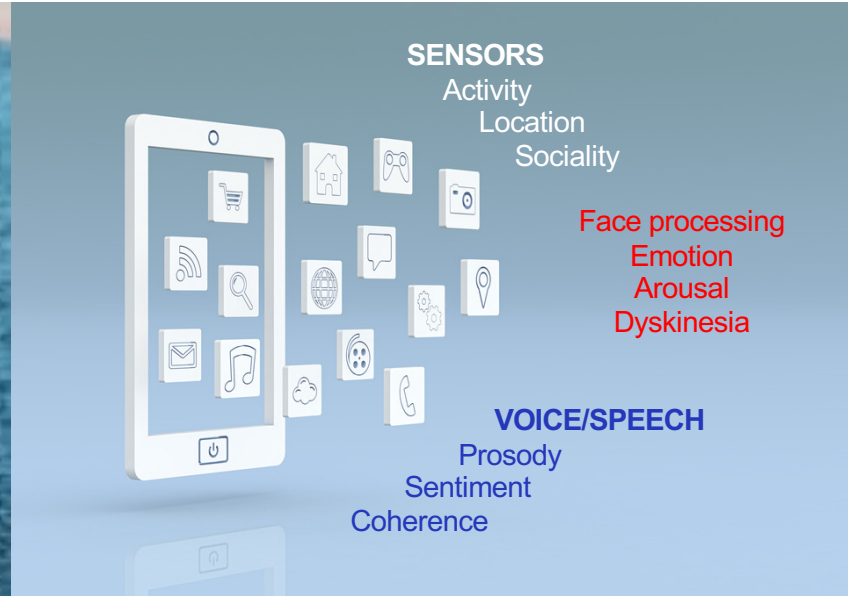 SENSORS
Activity
Location
Sociality
Face processing
Emotion
Arousal
Dyskinesia
VOICE/SPEECH
Prosody
Sentiment
Coherence